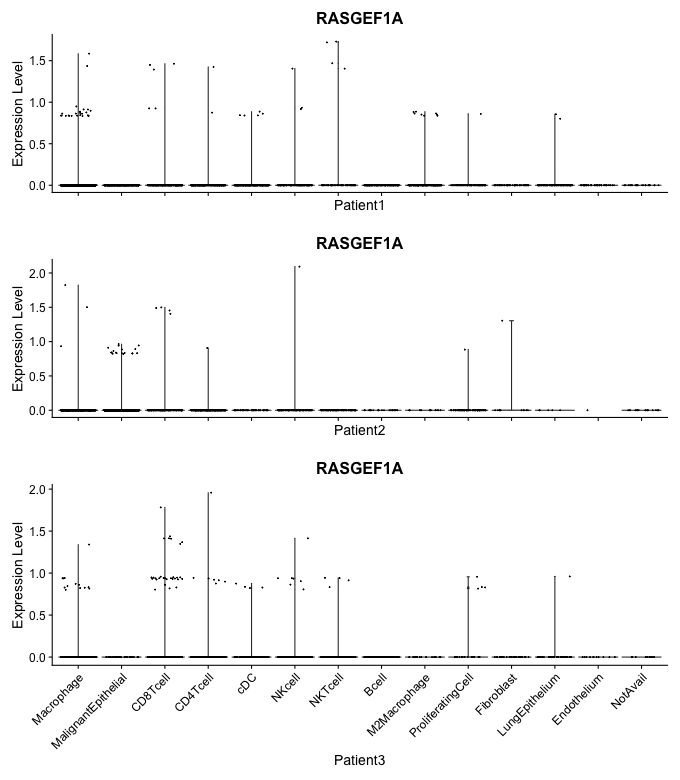 RASGEF1A
Expression Level
1.5
1.0
0.5
0.0
Patient1
RASGEF1A
Expression Level
2.0
1.5
1.0
0.5
0.0
Patient2
RASGEF1A
Expression Level
2.0
1.5
1.0
0.5
0.0
Macrophage
MalignantEpithelial
CD8Tcell
CD4Tcell
cDC
NKcell
NKTcell
Bcell
M2Macrophage
ProliferatingCell
Fibroblast
LungEpithelium
Endothelium
NotAvail
Patient3